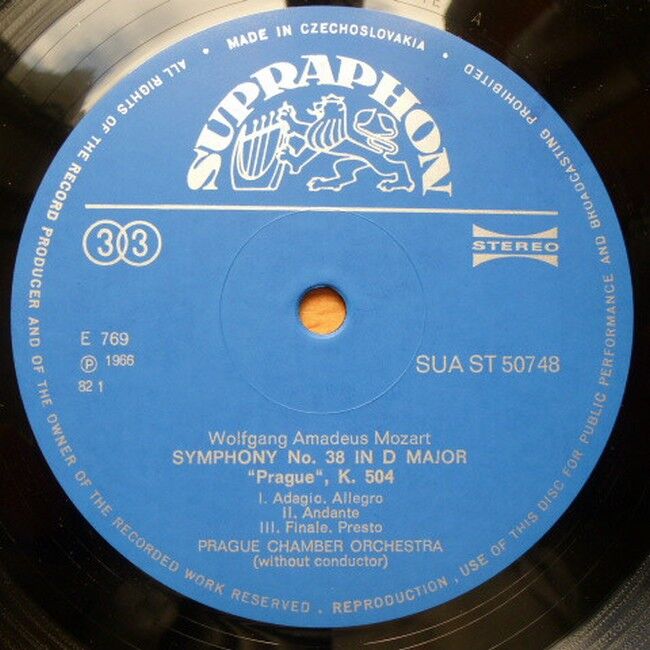 MADE IN CZECHOSLOVAKIA
ALL RIGHTS OF THE RECORD PRODUCER AND OF THE OWNER OF THE RECORDED WORK RESERVED . REPRODUCTION . USE OF THIS DISC FOR PUBLIC PERFORMANCE AND BROADCASTING PROHIBITED
SUPRAPHON
33
STEREO
E 769
Ⓟ 1966
82 1
SUA ST 50748
Wolfgang Amadeus Mozart
SYMPHONY No. 38 IN D MAJOR
"Prague", K. 504
I. Adagio. Allegro
II. Andante
III. Finale. Presto
PRAGUE CHAMBER ORCHESTRA
(without conductor)